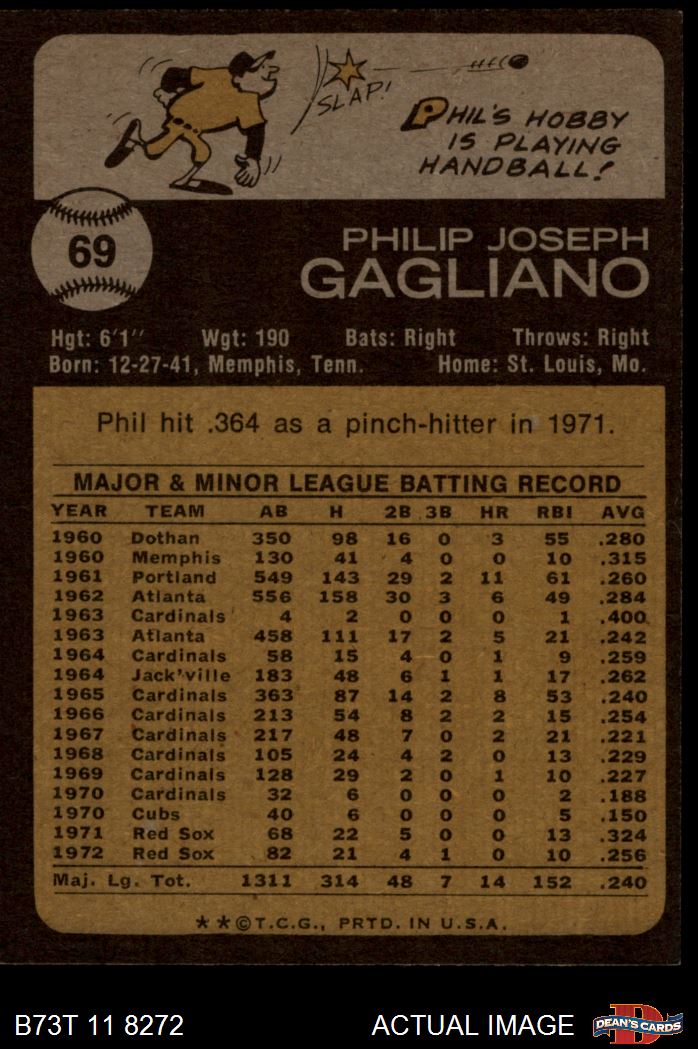 SLAP!
PHIL'S HOBBY
IS PLAYING
HANDBALL!
69
PHILIP JOSEPH
GAGLIANO
Hgt: 6'1" Wgt: 190 Bats: Right Throws: Right
Born: 12-27-41, Memphis, Tenn. Home: St. Louis, Mo.
Phil hit .364 as a pinch-hitter in 1971.
MAJOR & MINOR LEAGUE BATTING RECORD
YEAR TEAM AB H 2B 3B HR RBI AVG
1960 Dothan 350 98 16 0 3 55 .280
1960 Memphis 130 41 4 0 0 10 .315
1961 Portland 549 143 29 2 11 61 .260
1962 Atlanta 556 158 30 3 6 49 .284
1963 Cardinals 4 2 0 0 0 1 .400
1963 Atlanta 458 111 17 2 5 21 .242
1964 Cardinals 58 15 4 0 1 9 .259
1964 Jack'ville 183 48 6 1 1 17 .262
1965 Cardinals 363 87 14 2 8 53 .240
1966 Cardinals 213 54 8 2 2 15 .254
1967 Cardinals 217 48 7 0 2 21 .221
1968 Cardinals 105 24 4 2 0 13 .229
1969 Cardinals 128 29 2 0 1 10 .227
1970 Cardinals 32 6 0 0 0 2 .188
1970 Cubs 40 6 0 0 0 5 .150
1971 Red Sox 68 22 5 0 0 13 .324
1972 Red Sox 82 21 4 1 0 10 .256
Maj. Lg. Tot. 1311 314 48 7 14 152 .240
**©T.C.G., PRTD. IN U.S.A.
B73T 11 8272 ACTUAL IMAGE
DEAN'S CARDS